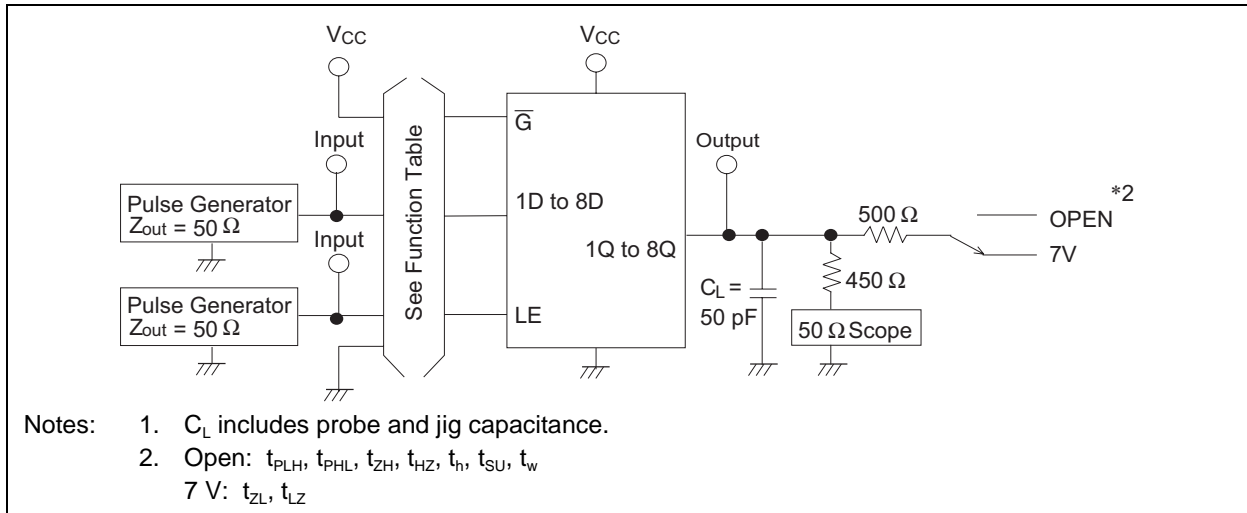 VCC
VCC
Input
Pulse Generator
Zout = 50 Ω
Input
Pulse Generator
Zout = 50 Ω
See Function Table
G̅
1D to 8D
1Q to 8Q
LE
Output
CL =
50 pF
500 Ω
450 Ω
50 Ω Scope
*2
OPEN
7V
Notes: 1. CL includes probe and jig capacitance.
2. Open: tPLH, tPHL, tZH, tHZ, th, tSU, tw
7 V: tZL, tLZ